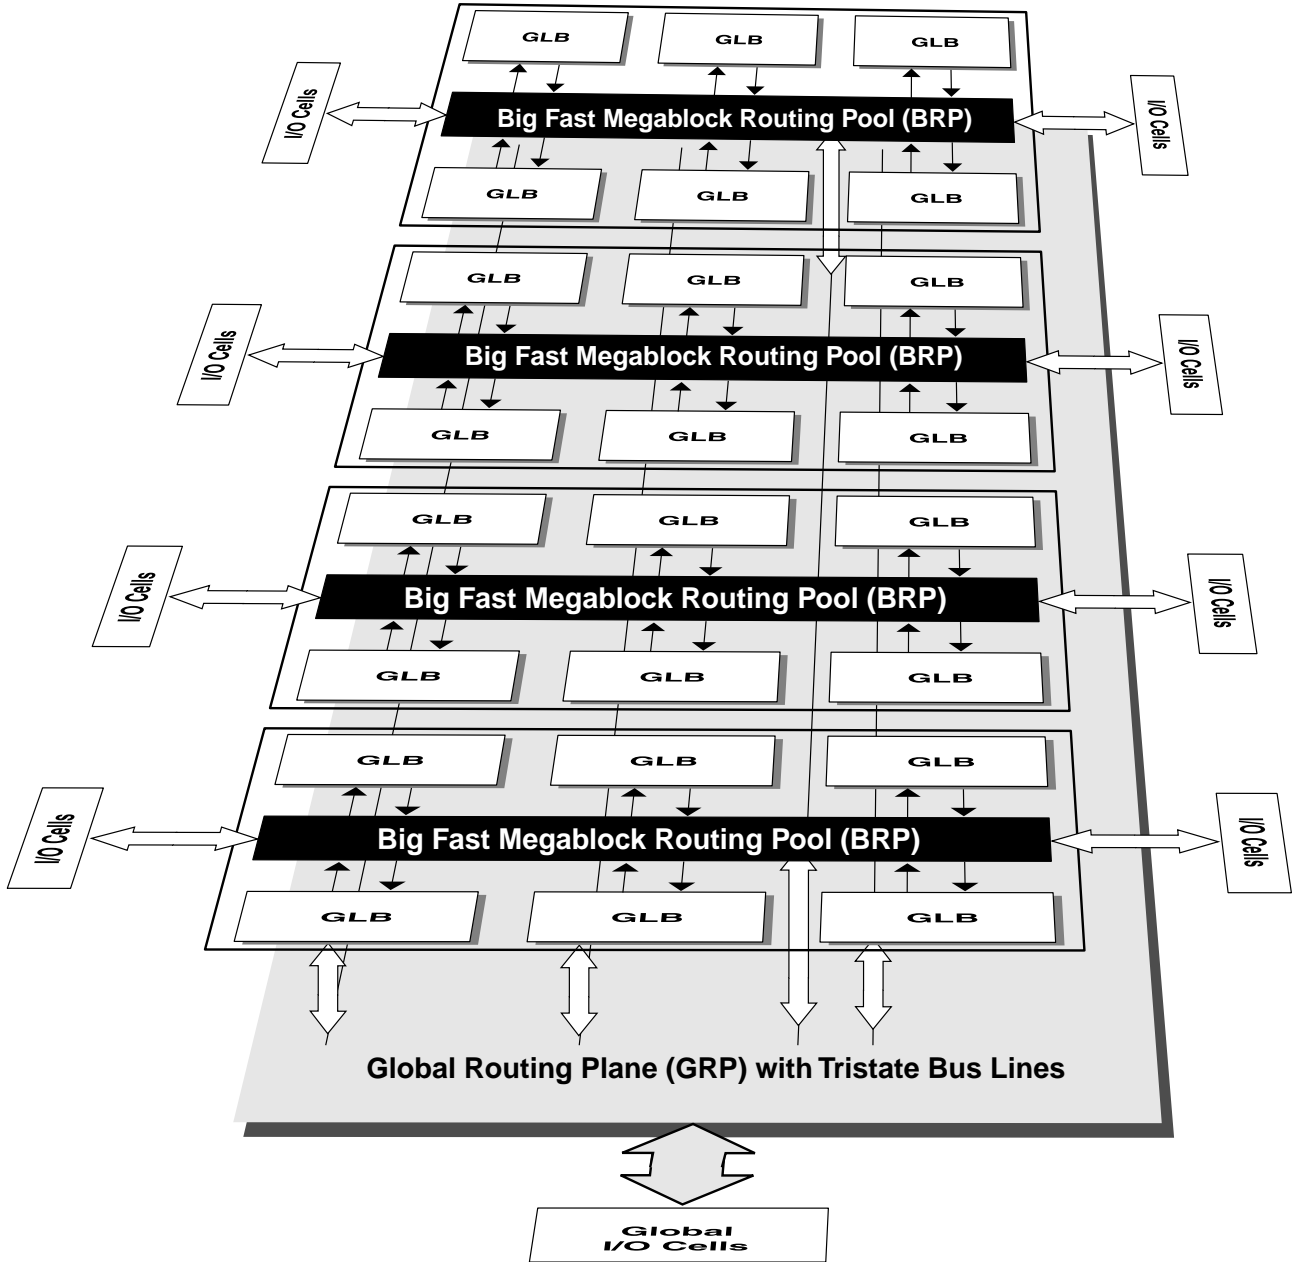 GLB GLB GLB
I/O Cells
Big Fast Megablock Routing Pool (BRP)
I/O Cells
GLB GLB GLB
GLB GLB GLB
I/O Cells
Big Fast Megablock Routing Pool (BRP)
I/O Cells
GLB GLB GLB
GLB GLB GLB
I/O Cells
Big Fast Megablock Routing Pool (BRP)
I/O Cells
GLB GLB GLB
GLB GLB GLB
I/O Cells
Big Fast Megablock Routing Pool (BRP)
I/O Cells
GLB GLB GLB
Global Routing Plane (GRP) with Tristate Bus Lines
Global
I/O Cells